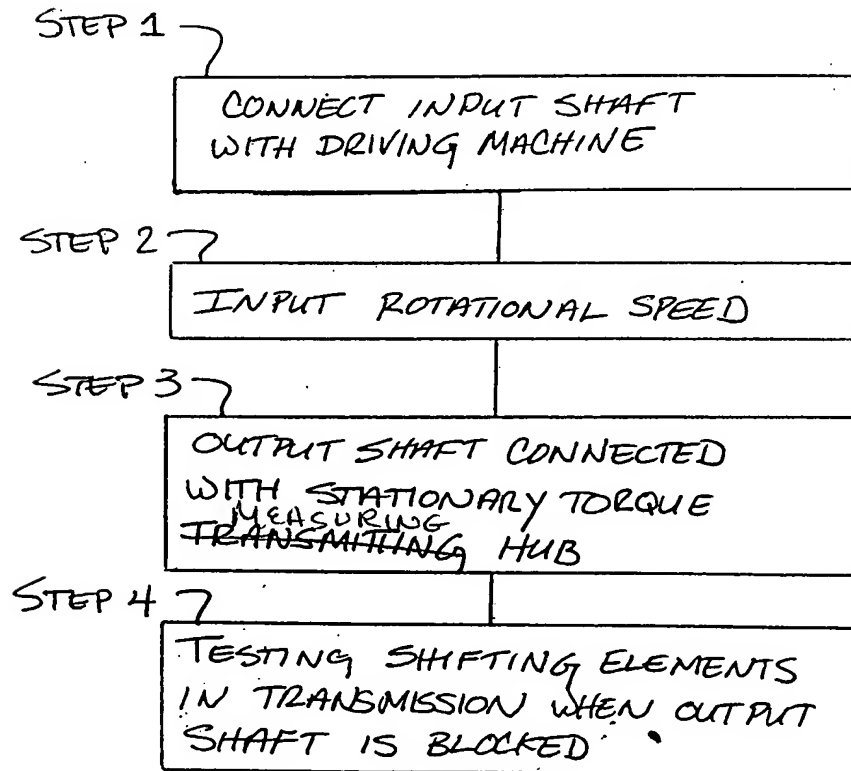 STEP 1
CONNECT INPUT SHAFT
WITH DRIVING MACHINE
STEP 2
INPUT ROTATIONAL SPEED
STEP 3
OUTPUT SHAFT CONNECTED
WITH STATIONARY TORQUE
MEASURING
TRANSMITTING HUB
STEP 4
TESTING SHIFTING ELEMENTS
IN TRANSMISSION WHEN OUTPUT
SHAFT IS BLOCKED